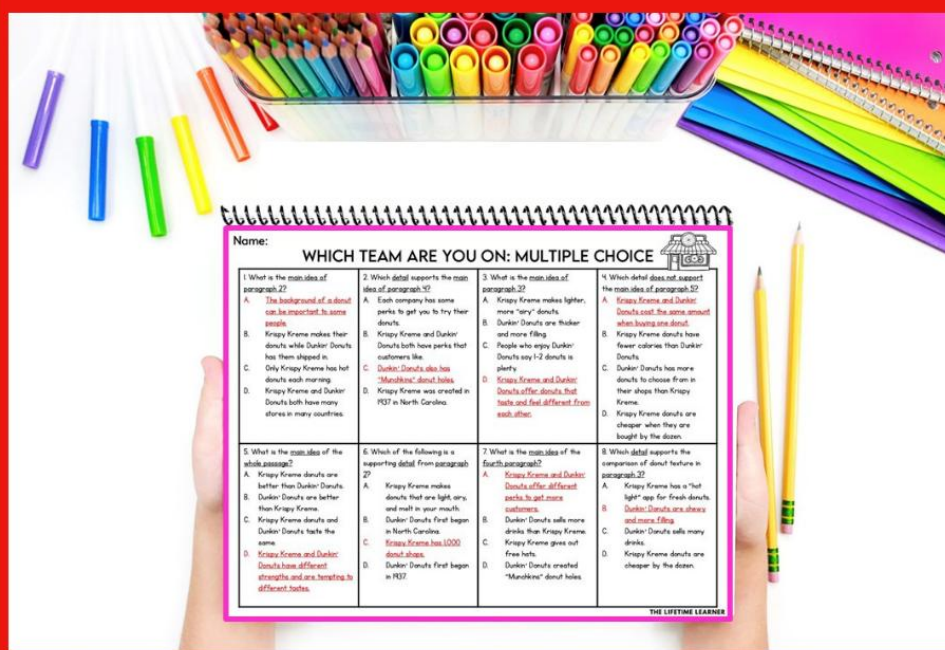 Name:
WHICH TEAM ARE YOU ON: MULTIPLE CHOICE
1. What is the main idea of
paragraph 2?
A. The background of a donut
can be important to some
people.
B. Krispy Kreme makes their
donuts while Dunkin' Donuts
has them shipped in.
C. Only Krispy Kreme has hot
donuts each morning.
D. Krispy Kreme and Dunkin'
Donuts both have many
stores in many countries.
2. Which detail supports the main
idea of paragraph 4?
A. Each company has some
perks to get you to try their
donuts.
B. Krispy Kreme and Dunkin'
Donuts both have perks that
customers like.
C. Dunkin' Donuts also has
"Munchkins" donut holes.
D. Krispy Kreme was created in
1937 in North Carolina.
3. What is the main idea of
paragraph 3?
A. Krispy Kreme makes lighter,
more "airy" donuts.
B. Dunkin' Donuts are thicker
and more filling.
C. People who enjoy Dunkin'
Donuts say 1-2 donuts is
plenty.
D. Krispy Kreme and Dunkin'
Donuts offer donuts that
taste and feel different from
each other.
4. Which detail does not support
the main idea of paragraph 5?
A. Krispy Kreme and Dunkin'
Donuts cost the same amount
when buying one donut.
B. Krispy Kreme donuts have
fewer calories than Dunkin'
Donuts.
C. Dunkin' Donuts has more
donuts to choose from in
their shops than Krispy
Kreme.
D. Krispy Kreme donuts are
cheaper when they are
bought by the dozen.
5. What is the main idea of the
whole passage?
A. Krispy Kreme donuts are
better than Dunkin' Donuts.
B. Dunkin' Donuts are better
than Krispy Kreme.
C. Krispy Kreme donuts and
Dunkin' Donuts taste the
same.
D. Krispy Kreme and Dunkin'
Donuts have different
strengths and are tempting to
different tastes.
6. Which of the following is a
supporting detail from paragraph
2?
A. Krispy Kreme makes
donuts that are light, airy,
and melt in your mouth.
B. Dunkin' Donuts first began
in North Carolina.
C. Krispy Kreme has 1,000
donut shops.
D. Dunkin' Donuts first began
in 1937.
7. What is the main idea of the
fourth paragraph?
A. Krispy Kreme and Dunkin'
Donuts offer different
perks to get more
customers.
B. Dunkin' Donuts sells more
drinks than Krispy Kreme.
C. Krispy Kreme gives out
free hats.
D. Dunkin' Donuts created
"Munchkins" donut holes.
8. Which detail supports the
comparison of donut texture in
paragraph 3?
A. Krispy Kreme has a "hot
light" app for fresh donuts.
B. Dunkin' Donuts are chewy
and more filling.
C. Dunkin' Donuts sells many
drinks.
D. Krispy Kreme donuts are
cheaper by the dozen.
THE LIFETIME LEARNER